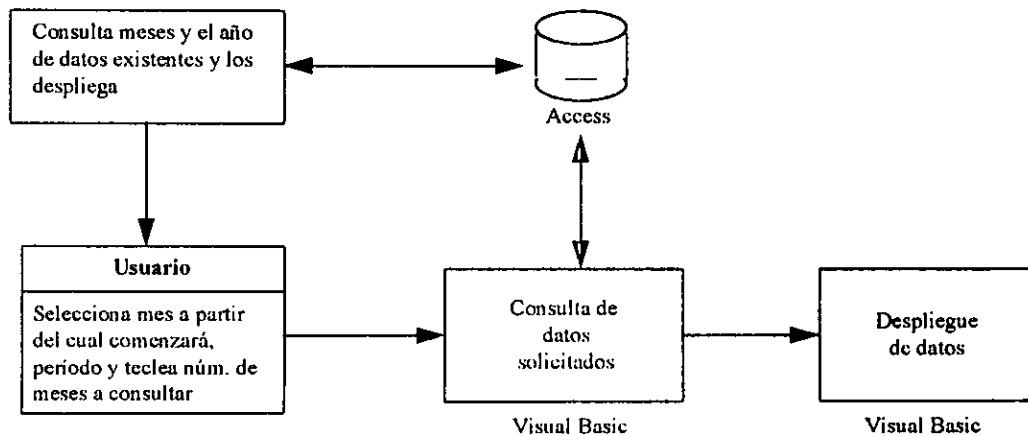 Consulta meses y el año
de datos existentes y los
despliega
Access
Usuario
Selecciona mes a partir
del cual comenzará,
período y teclea núm. de
meses a consultar
Consulta de
datos
solicitados
Visual Basic
Despliegue
de datos
Visual Basic